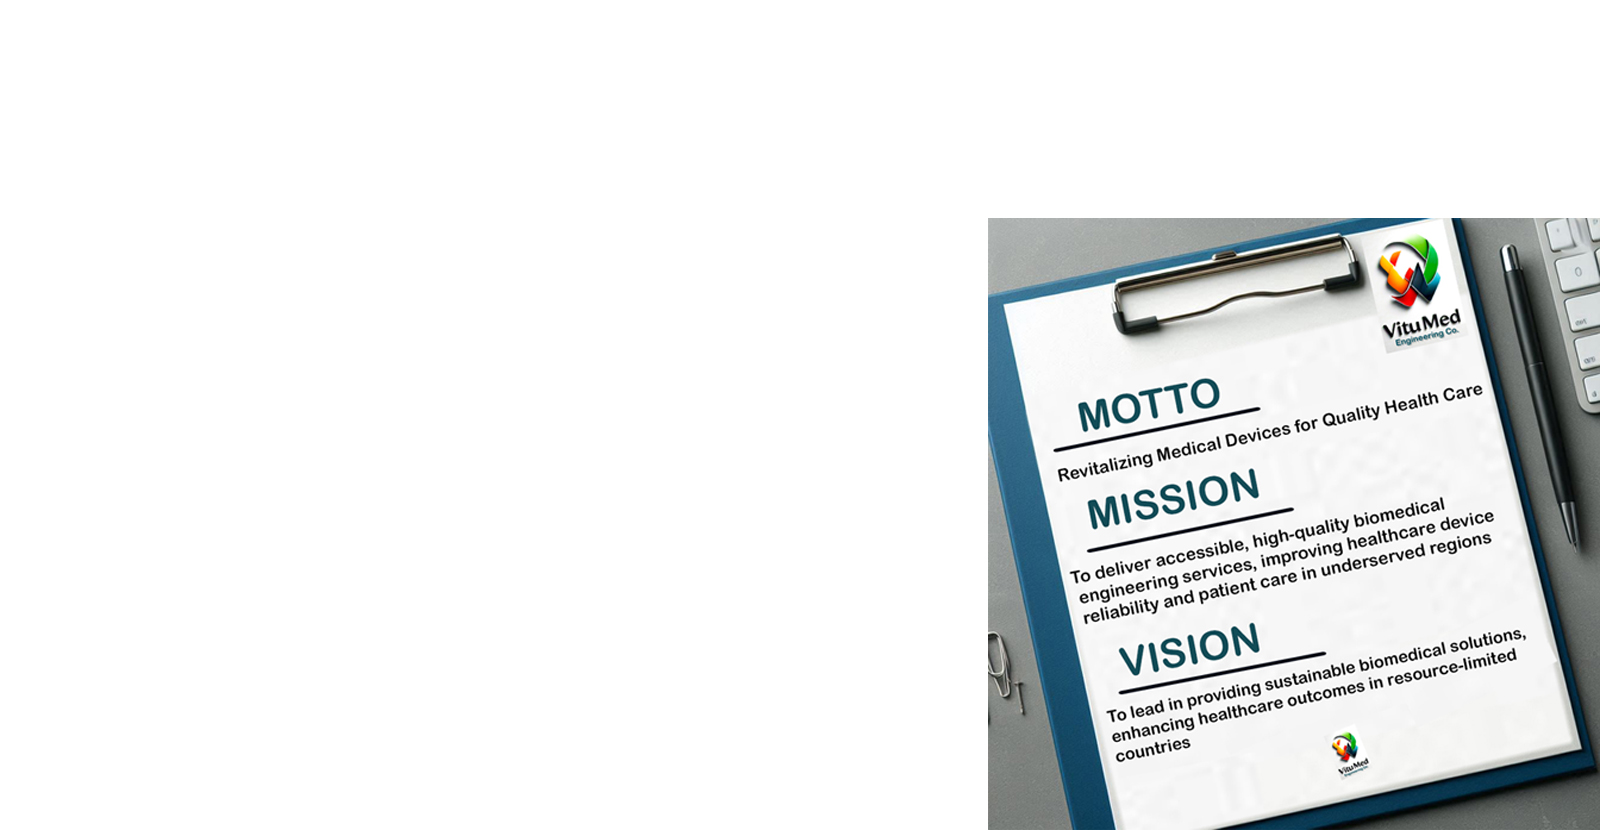 VituMed
Engineering Co.
MOTTO
Revitalizing Medical Devices for Quality Health Care
MISSION
To deliver accessible, high-quality biomedical
engineering services, improving healthcare device
reliability and patient care in underserved regions
VISION
To lead in providing sustainable biomedical solutions,
enhancing healthcare outcomes in resource-limited
countries
VituMed
Engineering Co.